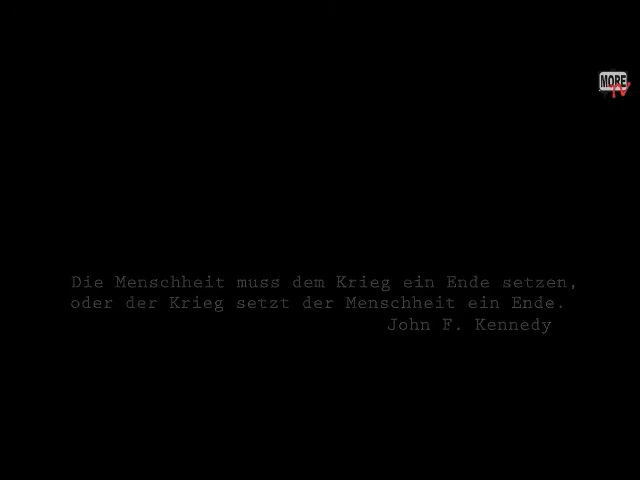 MORE
TV
Die Menschheit muss dem Krieg ein Ende setzen,
oder der Krieg setzt der Menschheit ein Ende.
John F. Kennedy